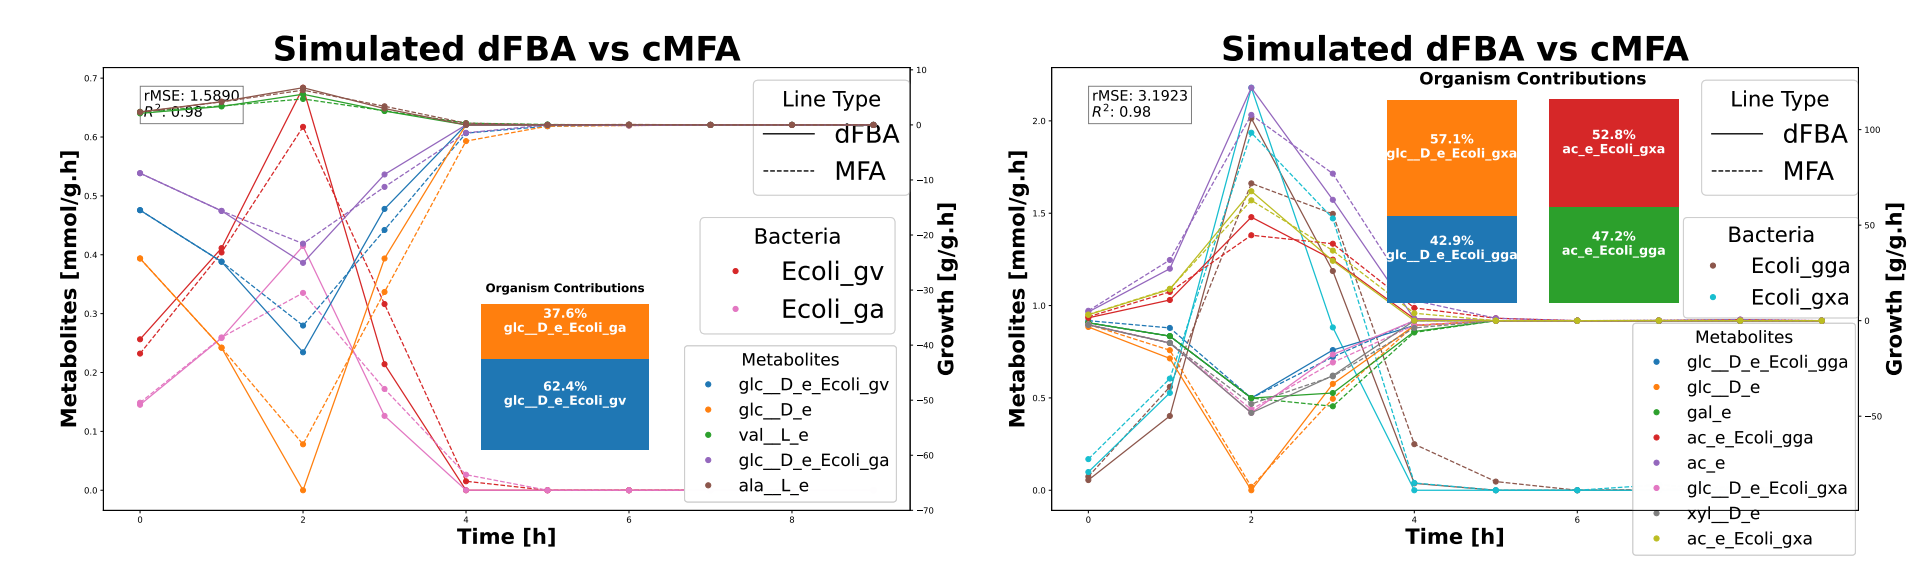 Simulated dFBA vs cMFA
rMSE: 1.5890
R²: 0.98
Line Type
dFBA
MFA
Bacteria
Ecoli_gv
Ecoli_ga
Organism Contributions
37.6%
glc__D_e_Ecoli_ga
62.4%
glc__D_e_Ecoli_gv
Metabolites
glc__D_e_Ecoli_gv
glc__D_e
val__L_e
glc__D_e_Ecoli_ga
ala__L_e
Metabolites [mmol/g.h]
0.7
0.6
0.5
0.4
0.3
0.2
0.1
0.0
0 2 4 6 8
Time [h]
10
0
−10
−20
−30
−40
−50
−60
−70
Growth [g/g.h]
Simulated dFBA vs cMFA
rMSE: 3.1923
R²: 0.98
Organism Contributions
57.1%
glc__D_e_Ecoli_gxa
42.9%
glc__D_e_Ecoli_gga
52.8%
ac_e_Ecoli_gxa
47.2%
ac_e_Ecoli_gga
Line Type
dFBA
MFA
Bacteria
Ecoli_gga
Ecoli_gxa
Metabolites
glc__D_e_Ecoli_gga
glc__D_e
gal_e
ac_e_Ecoli_gga
ac_e
glc__D_e_Ecoli_gxa
xyl__D_e
ac_e_Ecoli_gxa
Metabolites [mmol/g.h]
2.0
1.5
1.0
0.5
0.0
0 2 4 6
Time [h]
100
50
0
−50
Growth [g/g.h]